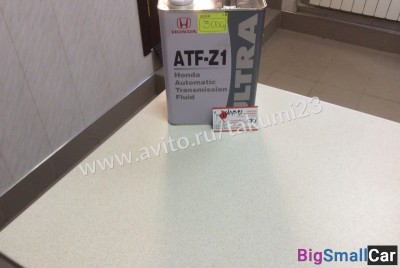 HONDA
ATF-Z1
Honda
Automatic
Transmission
Fluid
ULTRA
www.avito.ru/takumi23
BigSmallCar